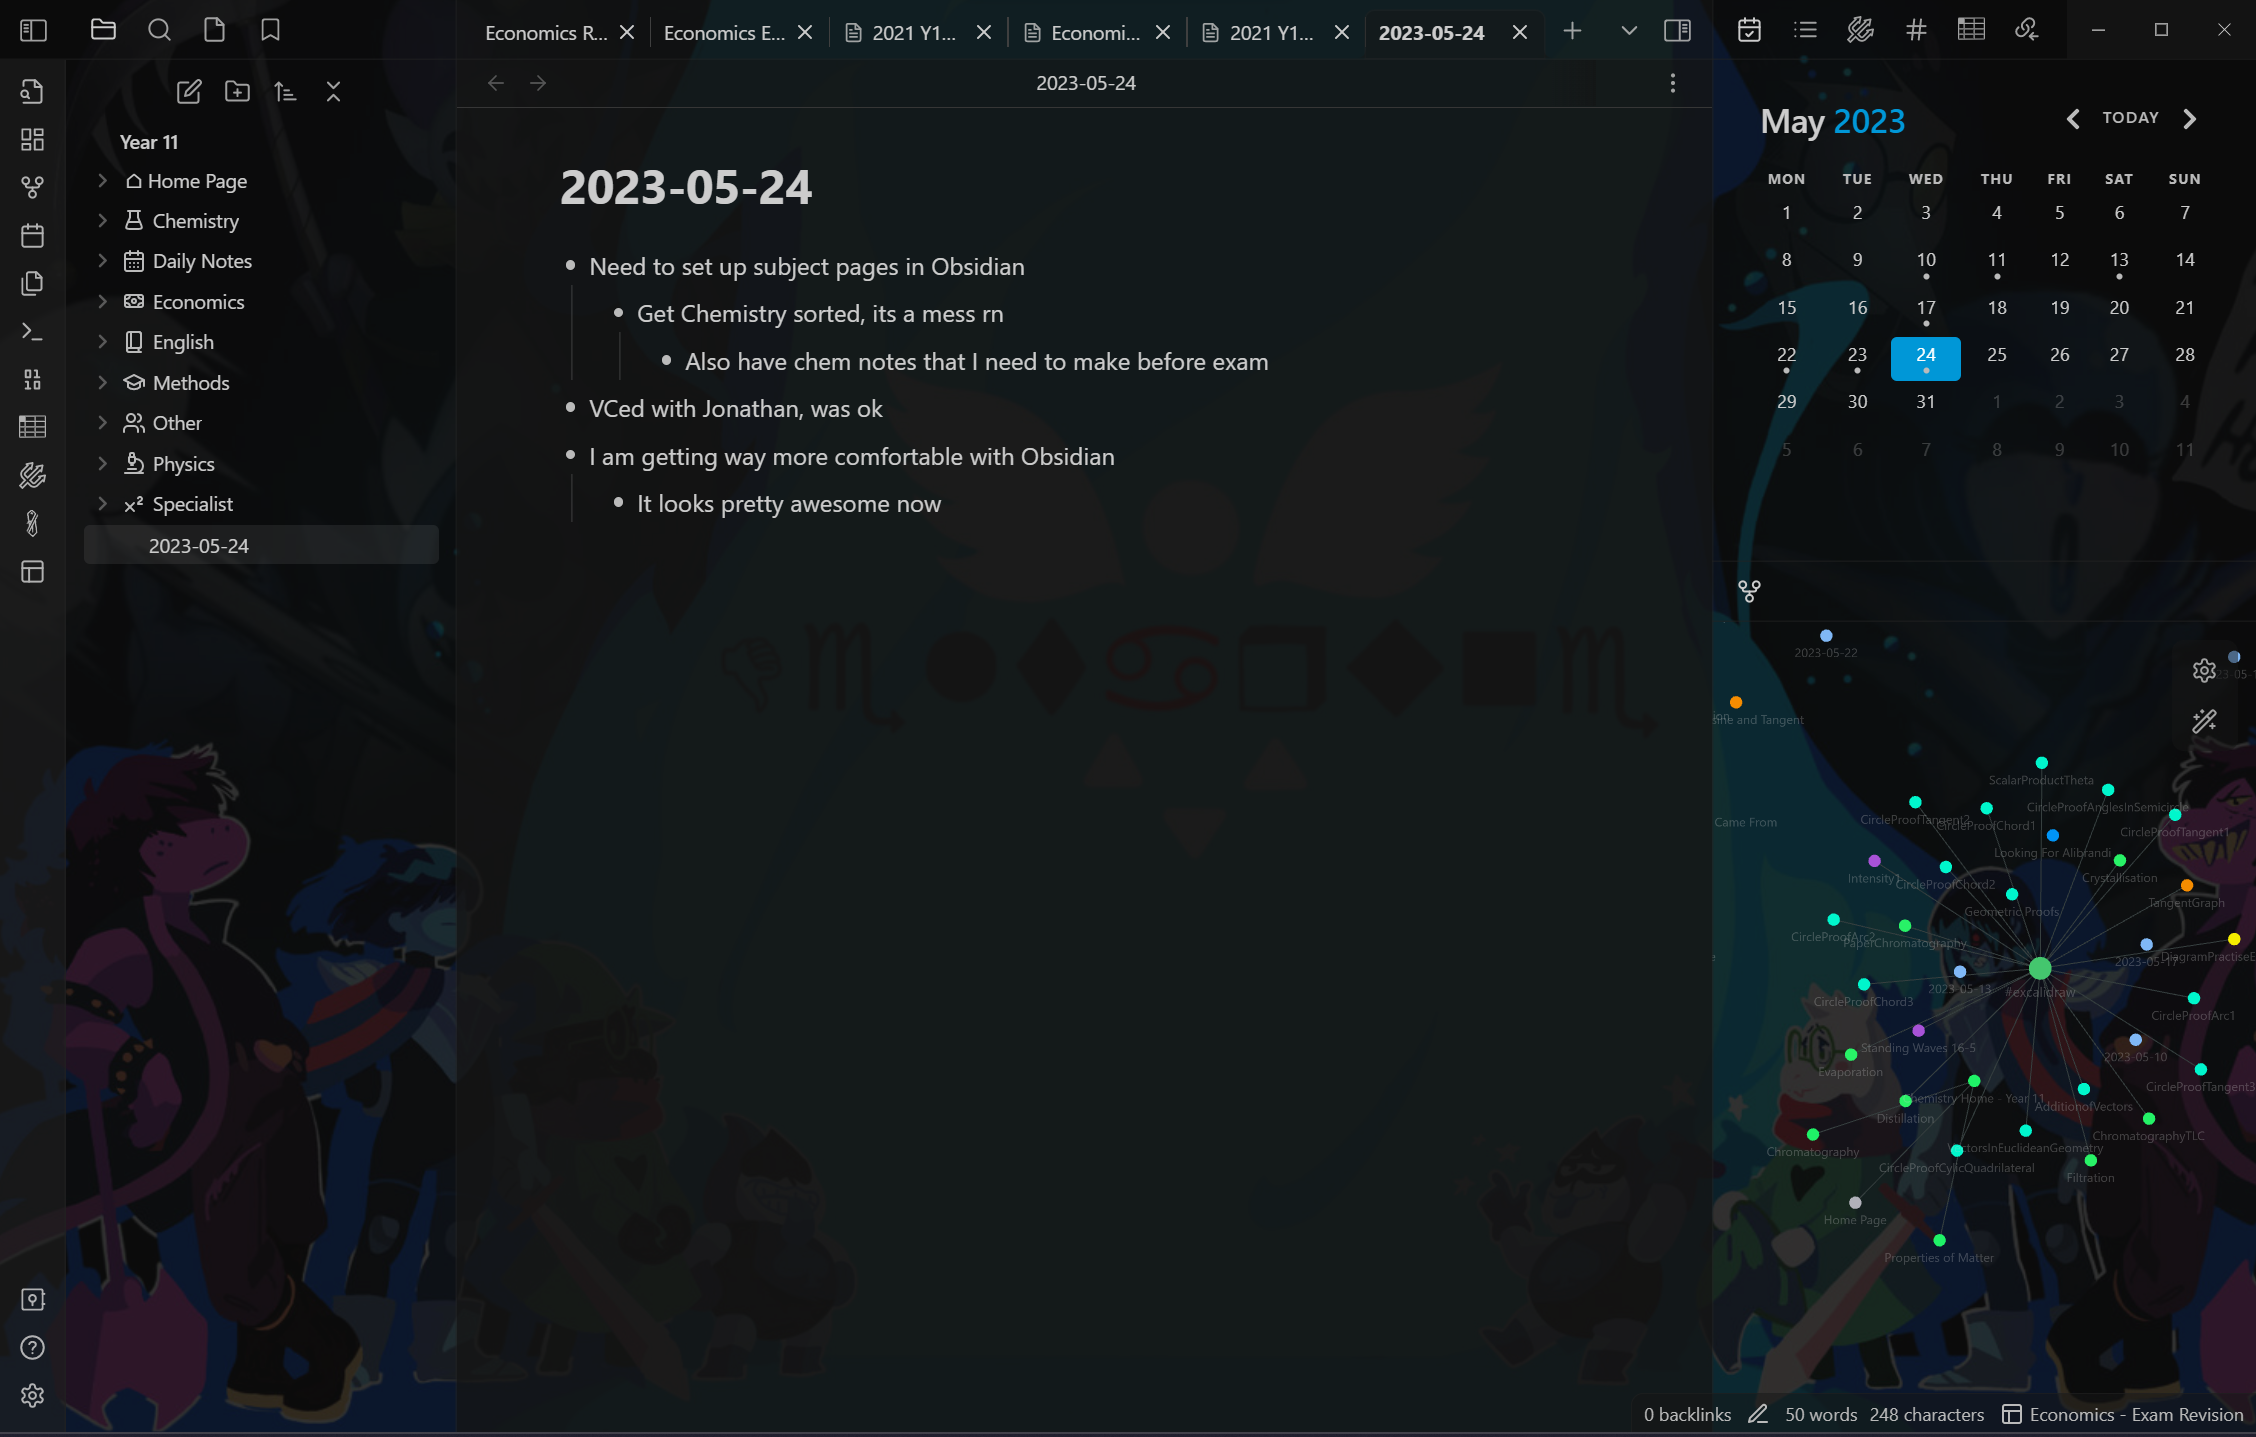 Economics R...
Economics E...
2021 Y1...
Economi...
2021 Y1...
2023-05-24
2023-05-24
Year 11
Home Page
Chemistry
Daily Notes
Economics
English
Methods
Other
Physics
Specialist
2023-05-24
2023-05-24
Need to set up subject pages in Obsidian
Get Chemistry sorted, its a mess rn
Also have chem notes that I need to make before exam
VCed with Jonathan, was ok
I am getting way more comfortable with Obsidian
It looks pretty awesome now
May 2023
TODAY
MON TUE WED THU FRI SAT SUN
1 2 3 4 5 6 7
8 9 10 11 12 13 14
15 16 17 18 19 20 21
22 23 24 25 26 27 28
29 30 31 1 2 3 4
5 6 7 8 9 10 11
2023-05-22
sine and Tangent
ScalarProductTheta
CircleProofAnglesInSemicircle
CircleProofTangent2
CircleProofChord1
CircleProofTangent1
Came From
Looking For Alibrandi
Intensity1
CircleProofChord2
Crystallisation
TangentGraph
Geometric Proofs
CircleProofArc2
PaperChromatography
2023-05-17
DiagramPractiseE
2023-05-13
#excalidraw
CircleProofChord3
CircleProofArc1
Standing Waves 16-5
2023-05-10
Evaporation
CircleProofTangent3
Chemistry Home - Year 11
AdditionofVectors
Distillation
ChromatographyTLC
Chromatography
VectorsInEuclideanGeometry
CircleProofCylicQuadrilateral
Filtration
Home Page
Properties of Matter
0 backlinks
50 words
248 characters
Economics - Exam Revision